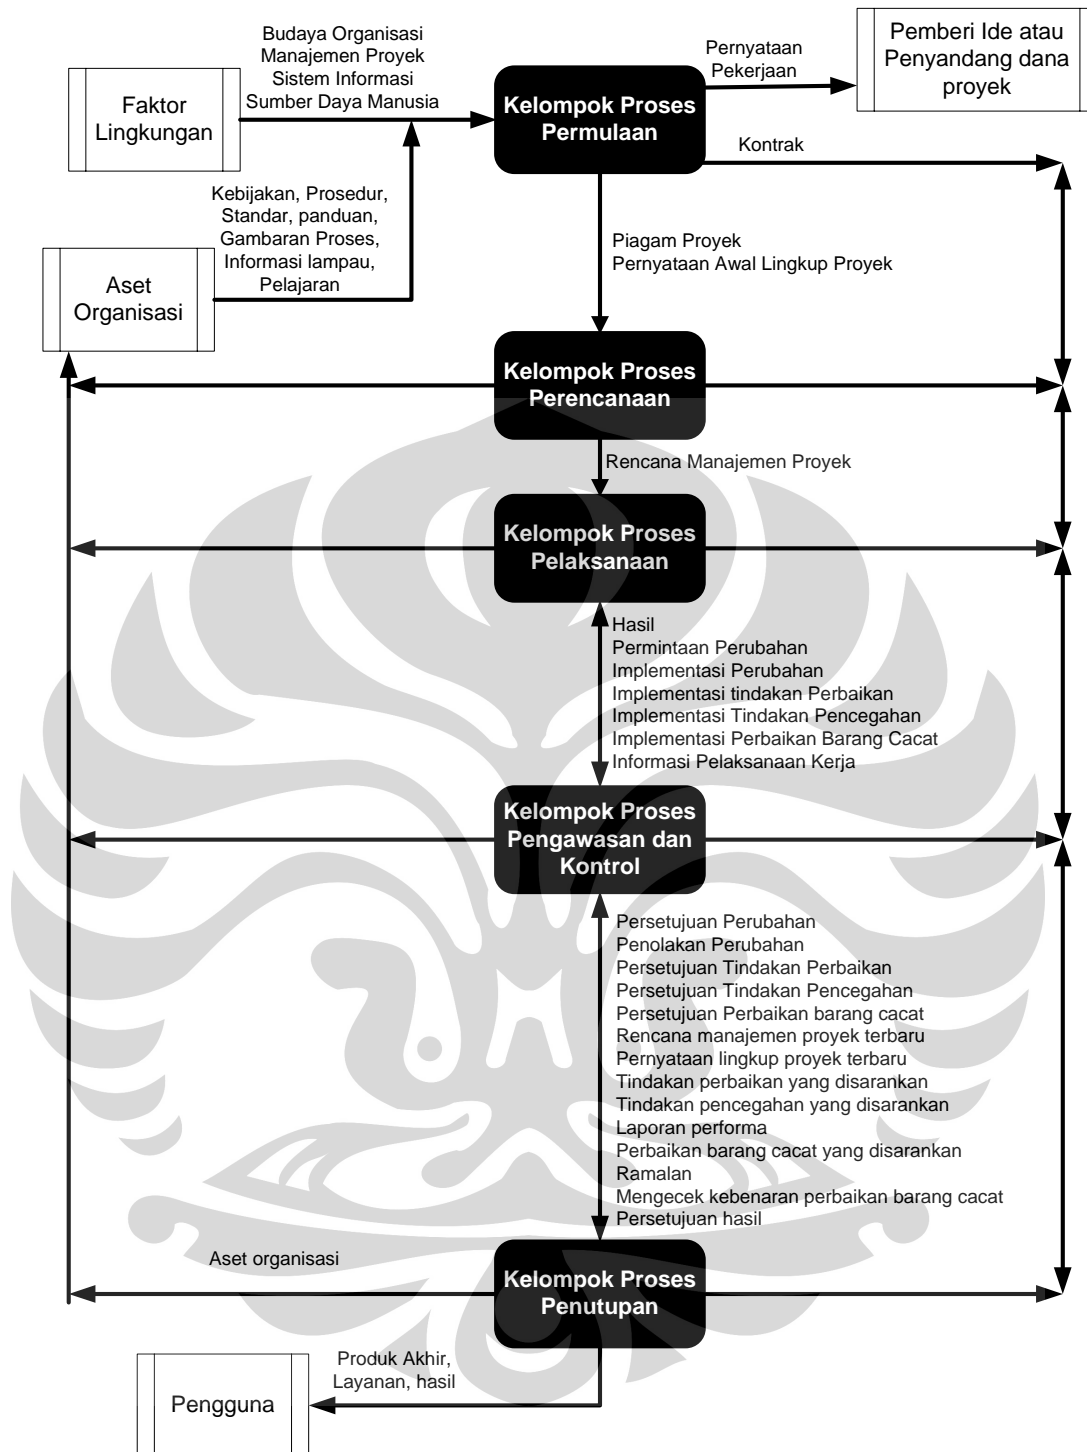 Budaya Organisasi
Manajemen Proyek
Sistem Informasi
Sumber Daya Manusia
Pernyataan
Pekerjaan
Pemberi Ide atau
Penyandang dana
proyek
Faktor
Lingkungan
Kelompok Proses
Permulaan
Kontrak
Kebijakan, Prosedur,
Standar, panduan,
Gambaran Proses,
Informasi lampau,
Pelajaran
Aset
Organisasi
Piagam Proyek
Pernyataan Awal Lingkup Proyek
Kelompok Proses
Perencanaan
Rencana Manajemen Proyek
Kelompok Proses
Pelaksanaan
Hasil
Permintaan Perubahan
Implementasi Perubahan
Implementasi tindakan Perbaikan
Implementasi Tindakan Pencegahan
Implementasi Perbaikan Barang Cacat
Informasi Pelaksanaan Kerja
Kelompok Proses
Pengawasan dan
Kontrol
Persetujuan Perubahan
Penolakan Perubahan
Persetujuan Tindakan Perbaikan
Persetujuan Tindakan Pencegahan
Persetujuan Perbaikan barang cacat
Rencana manajemen proyek terbaru
Pernyataan lingkup proyek terbaru
Tindakan perbaikan yang disarankan
Tindakan pencegahan yang disarankan
Laporan performa
Perbaikan barang cacat yang disarankan
Ramalan
Mengecek kebenaran perbaikan barang cacat
Persetujuan hasil
Aset organisasi
Kelompok Proses
Penutupan
Produk Akhir,
Layanan, hasil
Pengguna